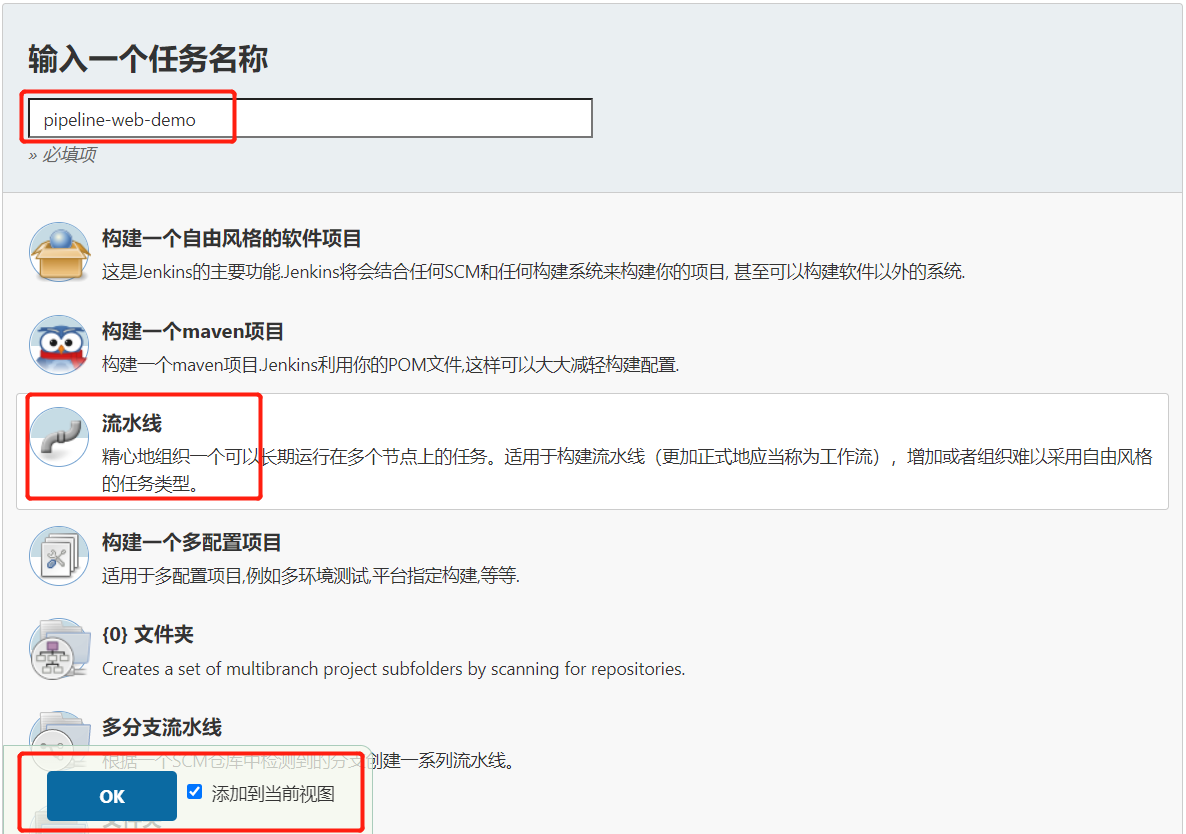 输入一个任务名称
pipeline-web-demo
» 必填项
构建一个自由风格的软件项目
这是Jenkins的主要功能.Jenkins将会结合任何SCM和任何构建系统来构建你的项目, 甚至可以构建软件以外的系统.
构建一个maven项目
构建一个maven项目.Jenkins利用你的POM文件,这样可以大大减轻构建配置.
流水线
精心地组织一个可以长期运行在多个节点上的任务。适用于构建流水线（更加正式地应当称为工作流），增加或者组织难以采用自由风格
的任务类型。
构建一个多配置项目
适用于多配置项目,例如多环境测试,平台指定构建,等等.
{0} 文件夹
Creates a set of multibranch project subfolders by scanning for repositories.
多分支流水线
根据一个SCM仓库中检测到的分支创建一系列流水线。
OK
添加到当前视图
文件夹